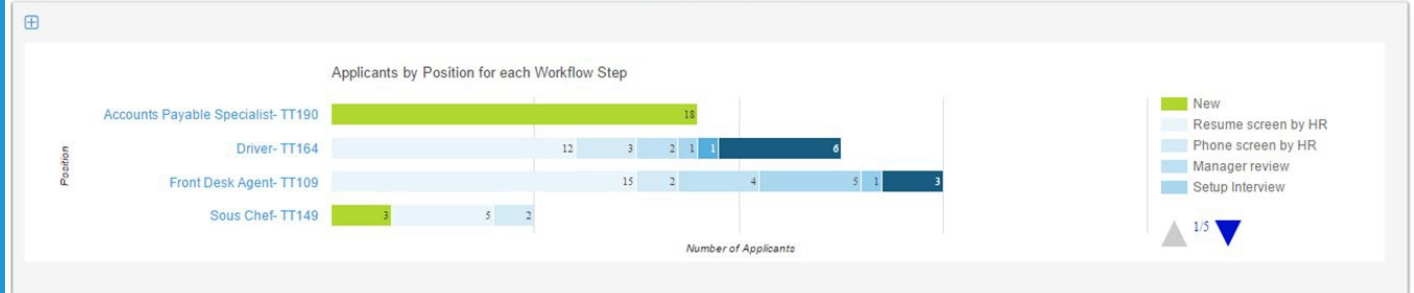 Applicants by Position for each Workflow Step
Position
Accounts Payable Specialist- TT190
18
Driver- TT164
12 3 2 1 1 6
Front Desk Agent- TT109
15 2 4 5 1 3
Sous Chef- TT149
3 5 2
Number of Applicants
New
Resume screen by HR
Phone screen by HR
Manager review
Setup Interview
1/5